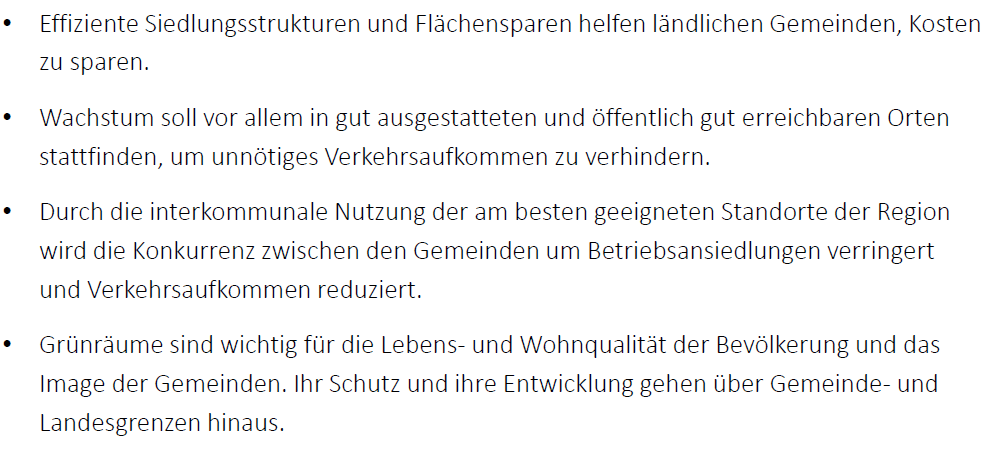 • Effiziente Siedlungsstrukturen und Flächensparen helfen ländlichen Gemeinden, Kosten
zu sparen.
• Wachstum soll vor allem in gut ausgestatteten und öffentlich gut erreichbaren Orten
stattfinden, um unnötiges Verkehrsaufkommen zu verhindern.
• Durch die interkommunale Nutzung der am besten geeigneten Standorte der Region
wird die Konkurrenz zwischen den Gemeinden um Betriebsansiedlungen verringert
und Verkehrsaufkommen reduziert.
• Grünräume sind wichtig für die Lebens- und Wohnqualität der Bevölkerung und das
Image der Gemeinden. Ihr Schutz und ihre Entwicklung gehen über Gemeinde- und
Landesgrenzen hinaus.